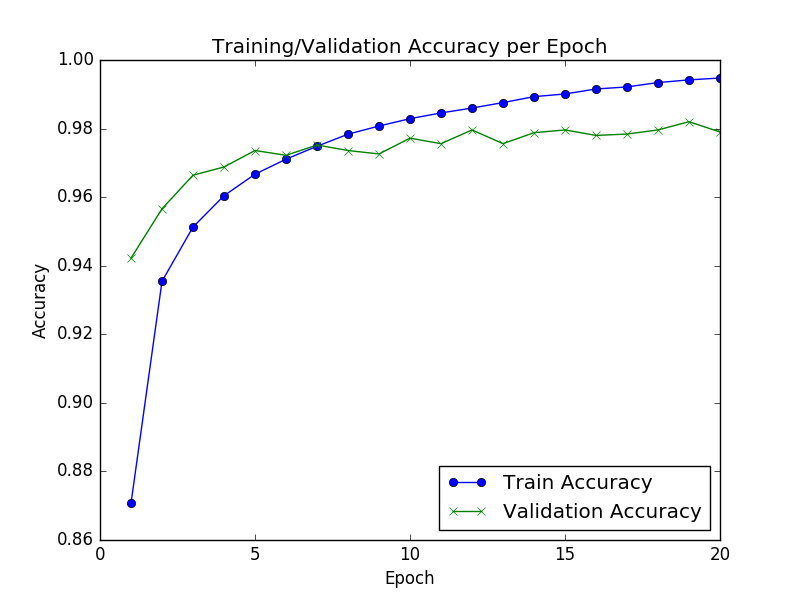 Training/Validation Accuracy per Epoch
1.00
0.98
0.96
0.94
0.92
0.90
0.88
0.86
Accuracy
Train Accuracy
Validation Accuracy
0 5 10 15 20
Epoch